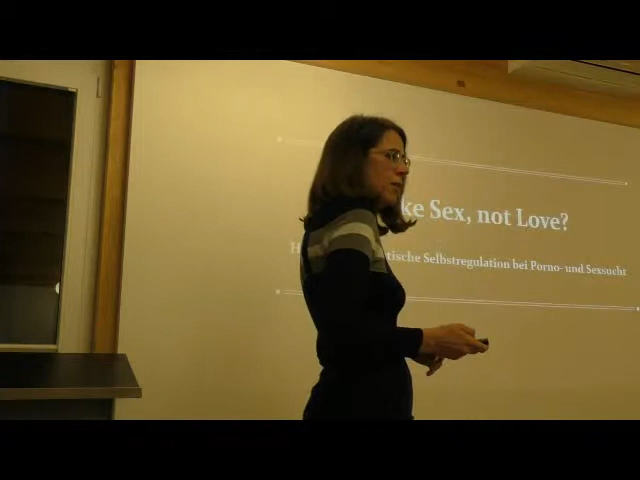 ke Sex, not Love?
tische Selbstregulation bei Porno- und Sexsucht